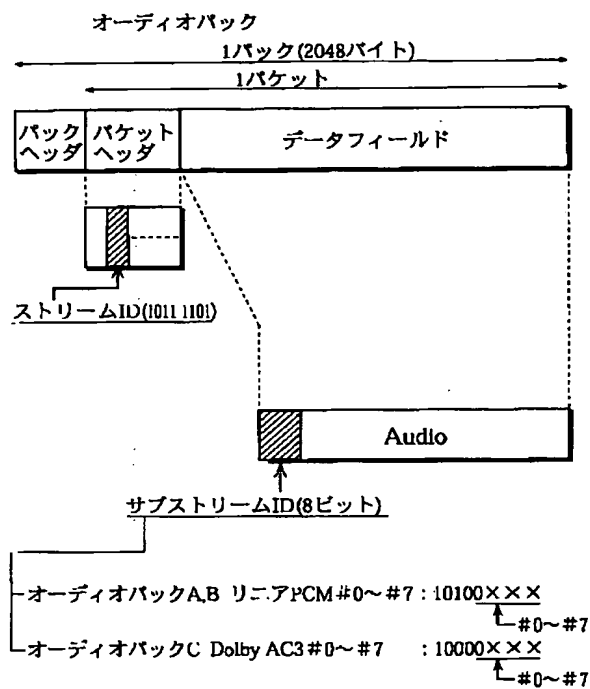 オーディオパック
1パック(2048バイト)
1パケット
パック
ヘッダ
パケット
ヘッダ
データフィールド
ストリームID(1011 1101)
Audio
サブストリームID(8ビット)
オーディオパックA,B リニアPCM#0～#7:10100×××
#0～#7
オーディオパックC Dolby AC3#0～#7 :10000×××
#0～#7